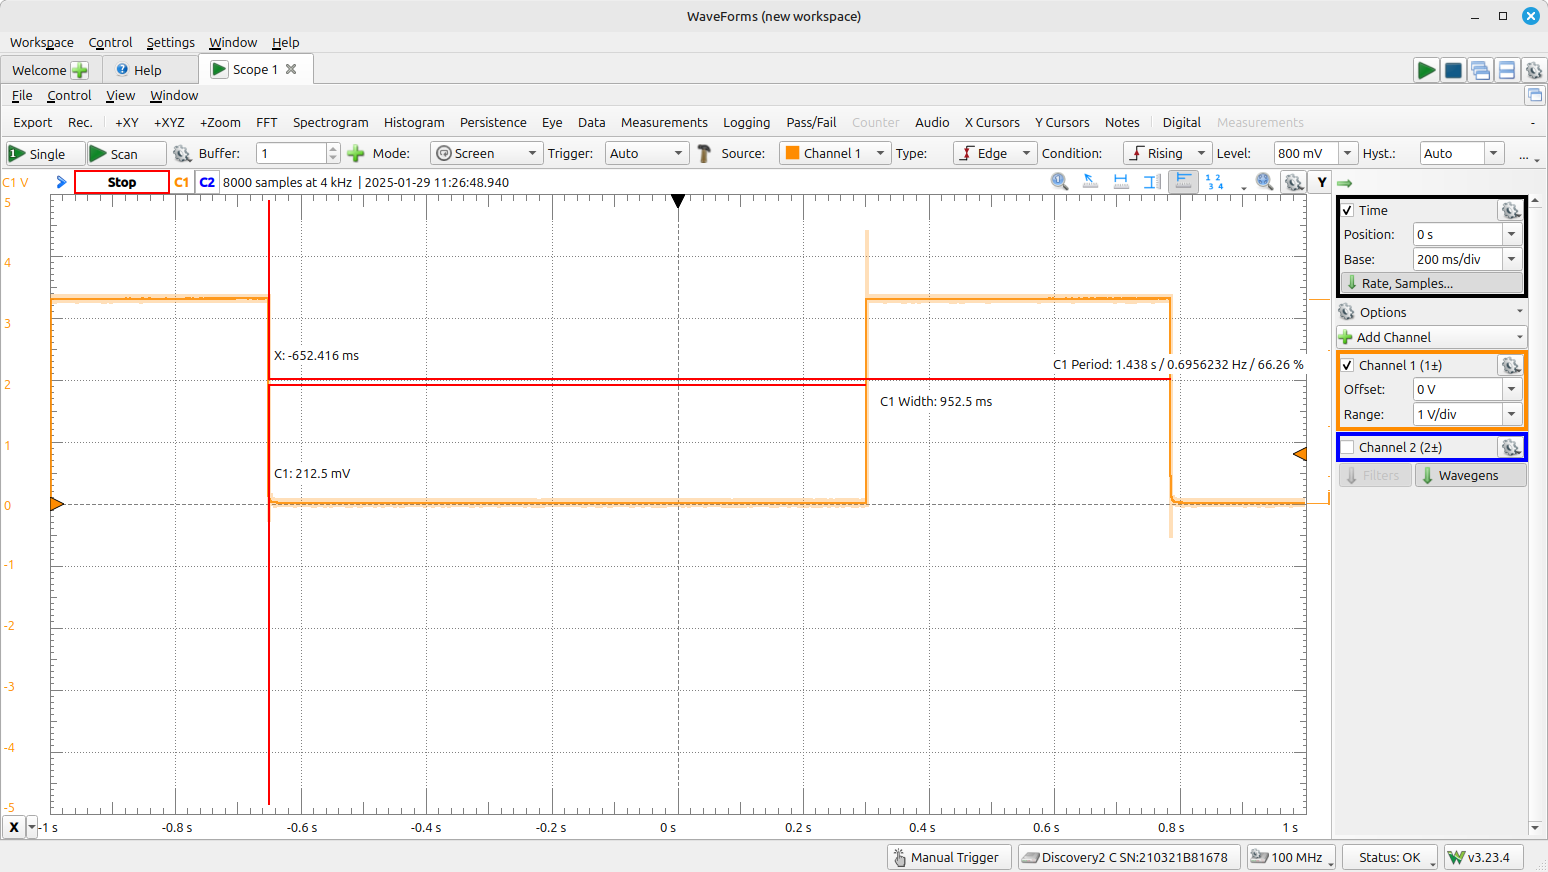 WaveForms (new workspace)
Workspace Control Settings Window Help
Welcome Help Scope 1
File Control View Window
Export Rec. +XY +XYZ +Zoom FFT Spectrogram Histogram Persistence Eye Data Measurements Logging Pass/Fail Counter Audio X Cursors Y Cursors Notes Digital Measurements -
Single Scan Buffer: 1 Mode: Screen Trigger: Auto Source: Channel 1 Type: Edge Condition: Rising Level: 800 mV Hyst.: Auto ...
C1 V Stop C1 C2 8000 samples at 4 kHz | 2025-01-29 11:26:48.940 Y
5
4
3
2
1
0
-1
-2
-3
-4
-5
X: -652.416 ms
C1 Period: 1.438 s / 0.6956232 Hz / 66.26 %
C1 Width: 952.5 ms
C1: 212.5 mV
X -1 s -0.8 s -0.6 s -0.4 s -0.2 s 0 s 0.2 s 0.4 s 0.6 s 0.8 s 1 s
Time
Position: 0 s
Base: 200 ms/div
Rate, Samples...
Options
Add Channel
Channel 1 (1±)
Offset: 0 V
Range: 1 V/div
Channel 2 (2±)
Filters Wavegens
Manual Trigger Discovery2 C SN:210321B81678 100 MHz Status: OK v3.23.4